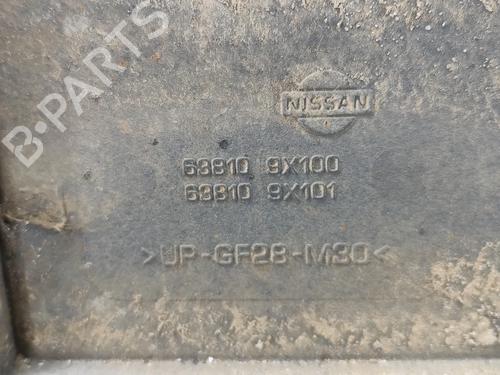 B-PARTS
NISSAN
63810 9X100
63810 9X101
>UP-GF28-M30<